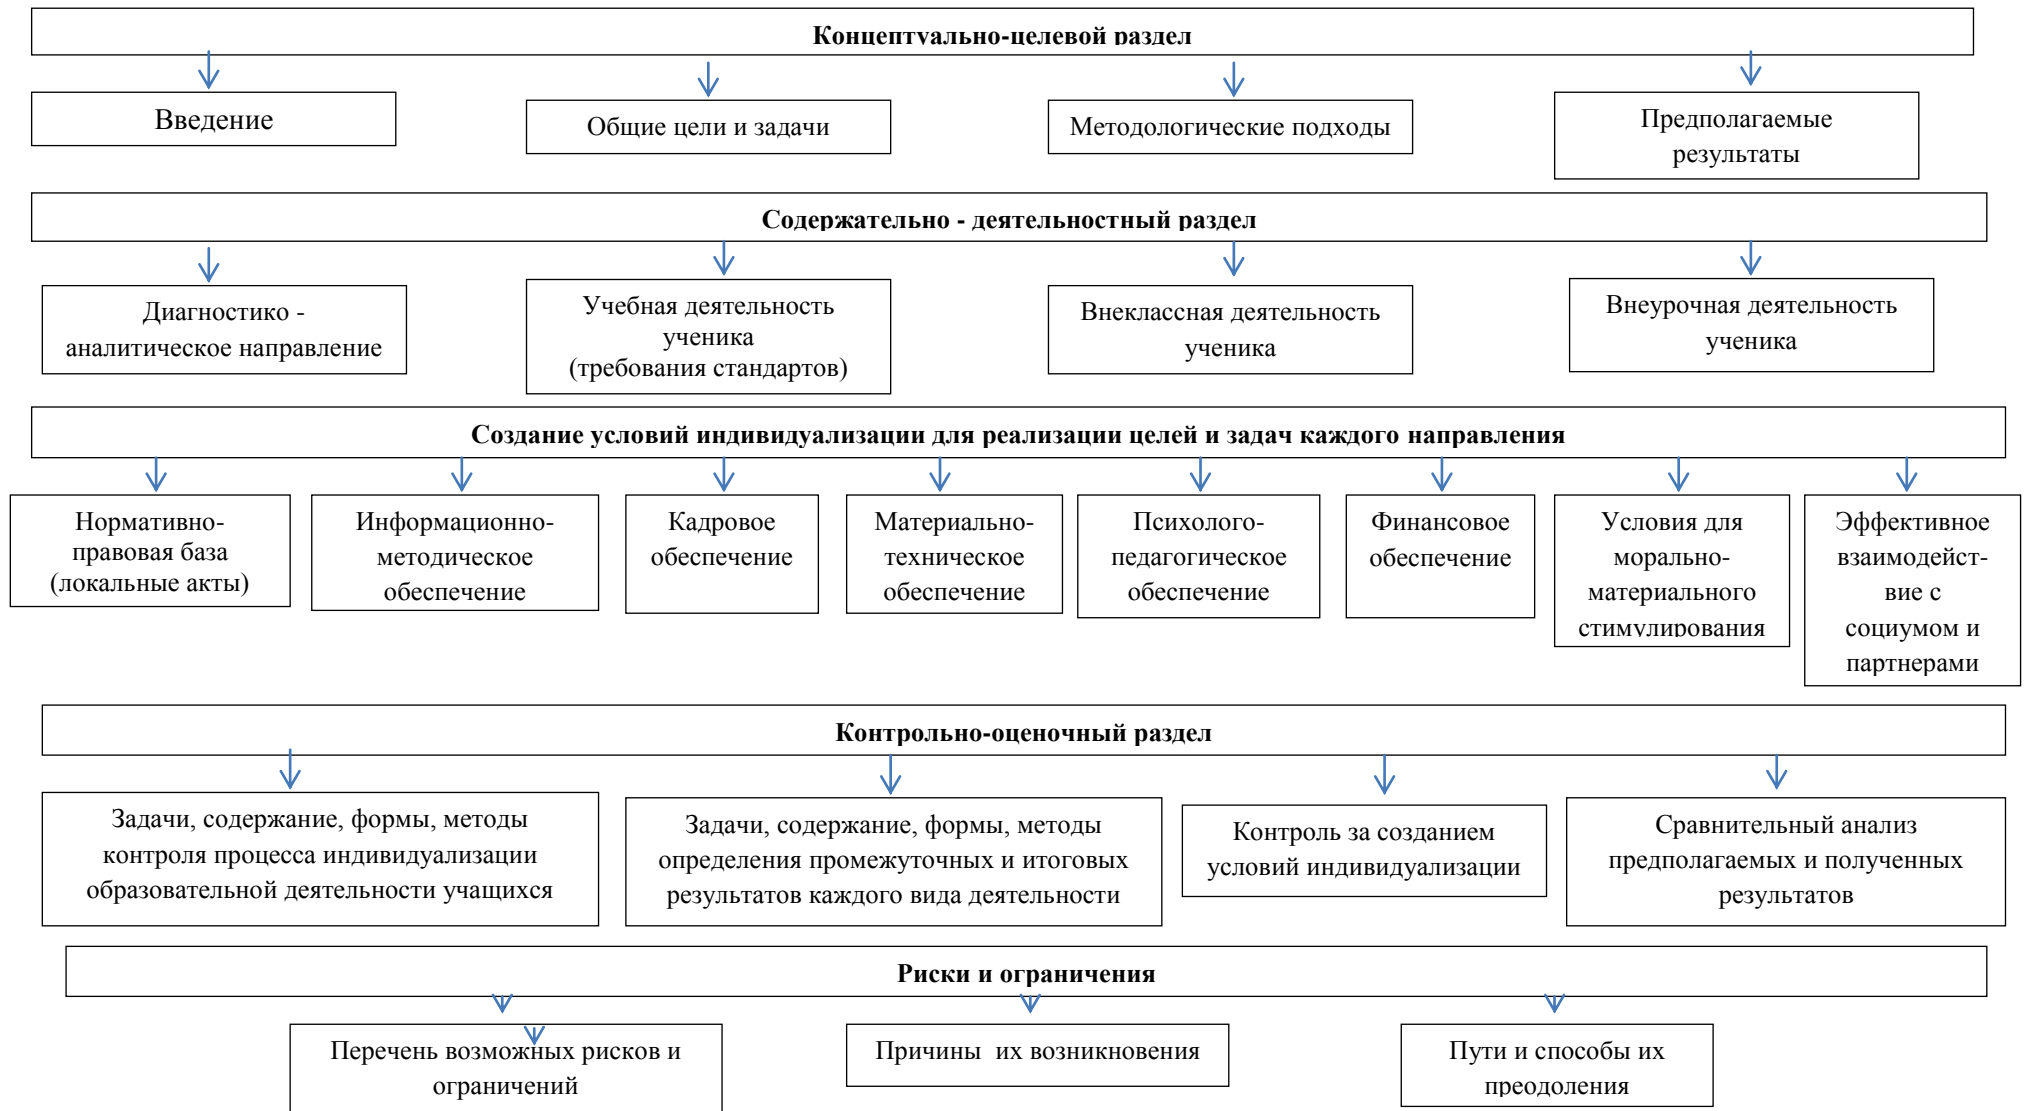 Концептуально-целевой раздел
Введение
Общие цели и задачи
Методологические подходы
Предполагаемые
результаты
Содержательно - деятельностный раздел
Диагностико -
аналитическое направление
Учебная деятельность
ученика
(требования стандартов)
Внеклассная деятельность
ученика
Внеурочная деятельность
ученика
Создание условий индивидуализации для реализации целей и задач каждого направления
Нормативно-
правовая база
(локальные акты)
Информационно-
методическое
обеспечение
Кадровое
обеспечение
Материально-
техническое
обеспечение
Психолого-
педагогическое
обеспечение
Финансовое
обеспечение
Условия для
морально-
материального
стимулирования
Эффективное
взаимодейст-
вие с
социумом и
партнерами
Контрольно-оценочный раздел
Задачи, содержание, формы, методы
контроля процесса индивидуализации
образовательной деятельности учащихся
Задачи, содержание, формы, методы
определения промежуточных и итоговых
результатов каждого вида деятельности
Контроль за созданием
условий индивидуализации
Сравнительный анализ
предполагаемых и полученных
результатов
Риски и ограничения
Перечень возможных рисков и
ограничений
Причины  их возникновения
Пути и способы их
преодоления